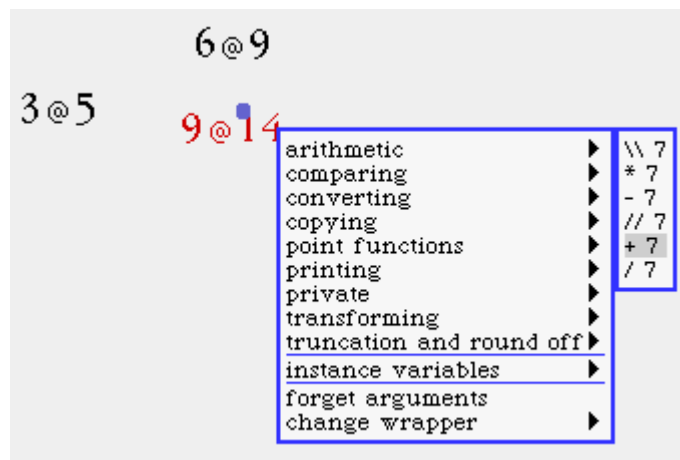 6@9
3@5
9@14
arithmetic
comparing
converting
copying
point functions
printing
private
transforming
truncation and round off
instance variables
forget arguments
change wrapper
\\ 7
* 7
- 7
// 7
+ 7
/ 7